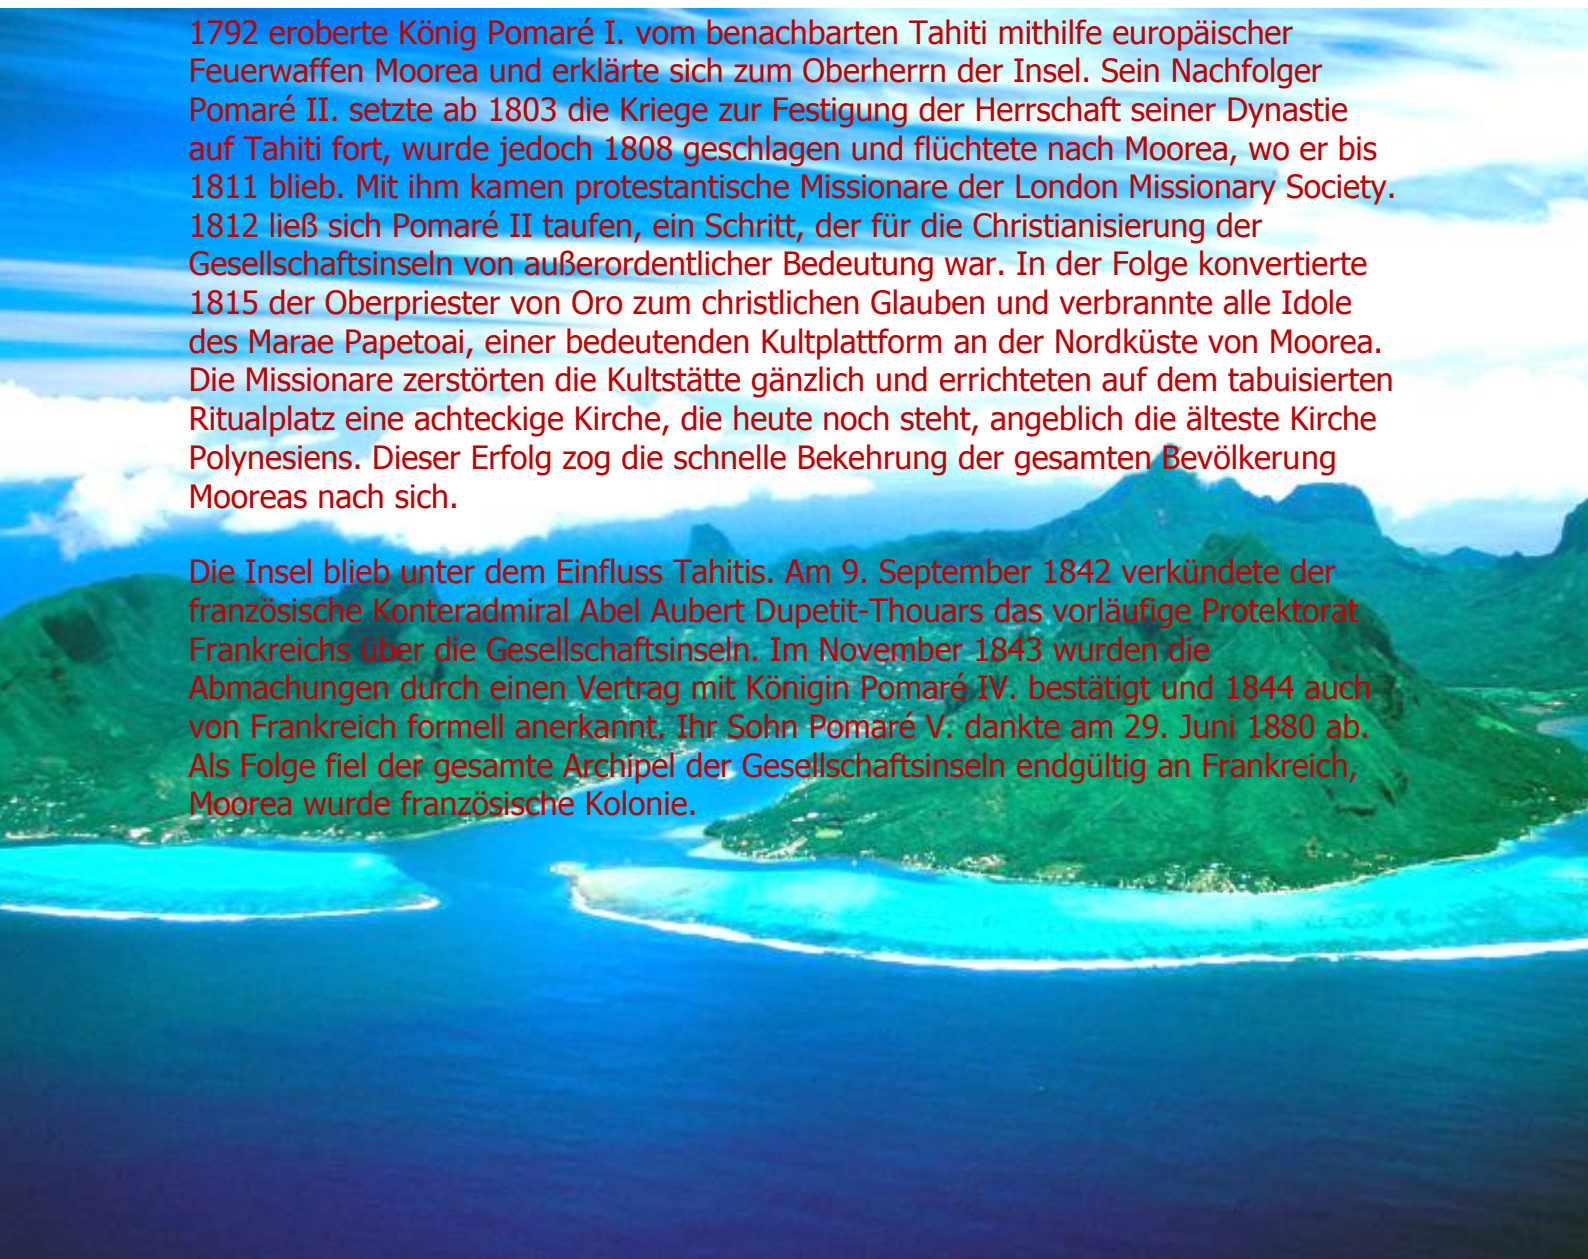 1792 eroberte König Pomaré I. vom benachbarten Tahiti mithilfe europäischer
Feuerwaffen Moorea und erklärte sich zum Oberherrn der Insel. Sein Nachfolger
Pomaré II. setzte ab 1803 die Kriege zur Festigung der Herrschaft seiner Dynastie
auf Tahiti fort, wurde jedoch 1808 geschlagen und flüchtete nach Moorea, wo er bis
1811 blieb. Mit ihm kamen protestantische Missionare der London Missionary Society.
1812 ließ sich Pomaré II taufen, ein Schritt, der für die Christianisierung der
Gesellschaftsinseln von außerordentlicher Bedeutung war. In der Folge konvertierte
1815 der Oberpriester von Oro zum christlichen Glauben und verbrannte alle Idole
des Marae Papetoai, einer bedeutenden Kultplattform an der Nordküste von Moorea.
Die Missionare zerstörten die Kultstätte gänzlich und errichteten auf dem tabuisierten
Ritualplatz eine achteckige Kirche, die heute noch steht, angeblich die älteste Kirche
Polynesiens. Dieser Erfolg zog die schnelle Bekehrung der gesamten Bevölkerung
Mooreas nach sich.
Die Insel blieb unter dem Einfluss Tahitis. Am 9. September 1842 verkündete der
französische Konteradmiral Abel Aubert Dupetit-Thouars das vorläufige Protektorat
Frankreichs über die Gesellschaftsinseln. Im November 1843 wurden die
Abmachungen durch einen Vertrag mit Königin Pomaré IV. bestätigt und 1844 auch
von Frankreich formell anerkannt. Ihr Sohn Pomaré V. dankte am 29. Juni 1880 ab.
Als Folge fiel der gesamte Archipel der Gesellschaftsinseln endgültig an Frankreich,
Moorea wurde französische Kolonie.